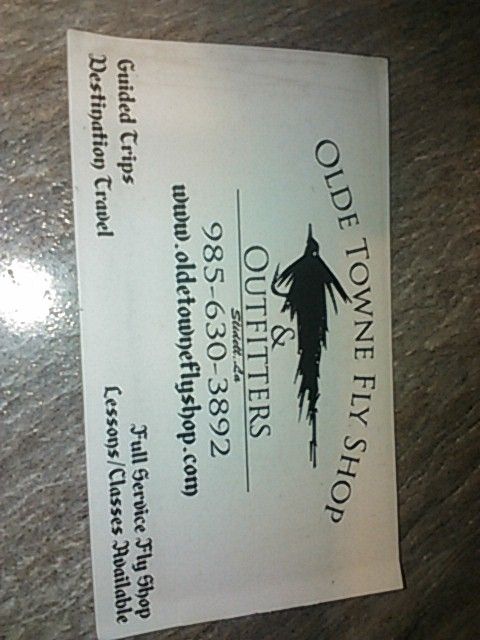 OLDE TOWNE FLY SHOP
&
OUTFITTERS
Slidell, La
985-630-3892
www.oldetowneflyshop.com
Guided Trips
Destination Travel
Full Service Fly Shop
Lessons/Classes Available